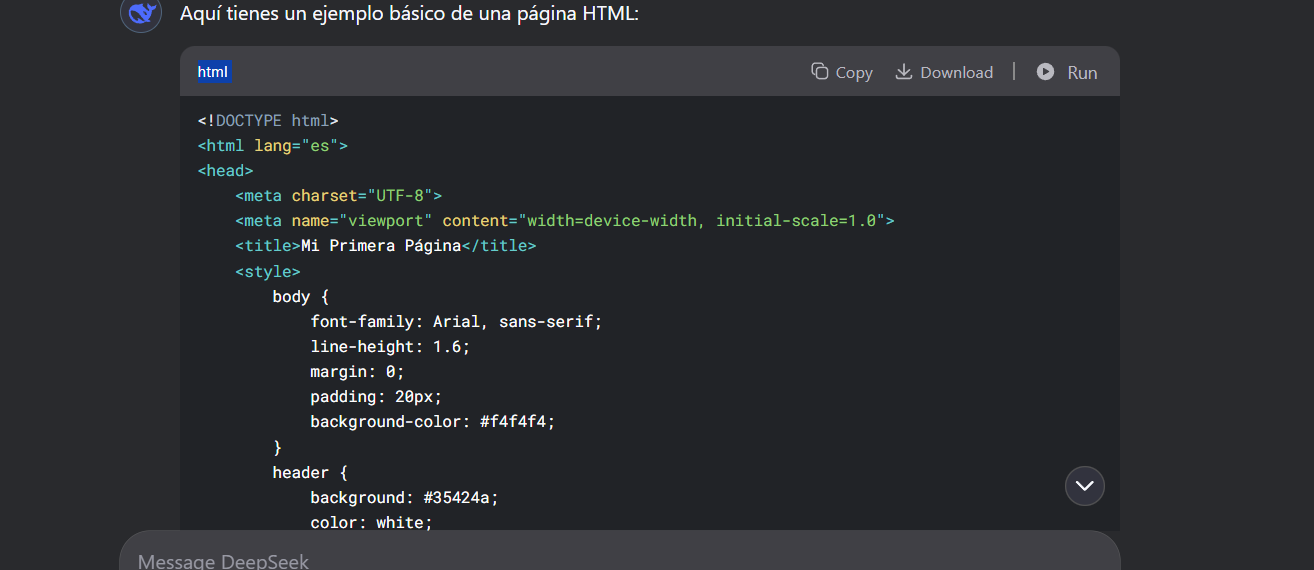 Aquí tienes un ejemplo básico de una página HTML:
html Copy Download | Run
<!DOCTYPE html>
<html lang="es">
<head>
    <meta charset="UTF-8">
    <meta name="viewport" content="width=device-width, initial-scale=1.0">
    <title>Mi Primera Página</title>
    <style>
        body {
            font-family: Arial, sans-serif;
            line-height: 1.6;
            margin: 0;
            padding: 20px;
            background-color: #f4f4f4;
        }
        header {
            background: #35424a;
            color: white;
Message DeepSeek